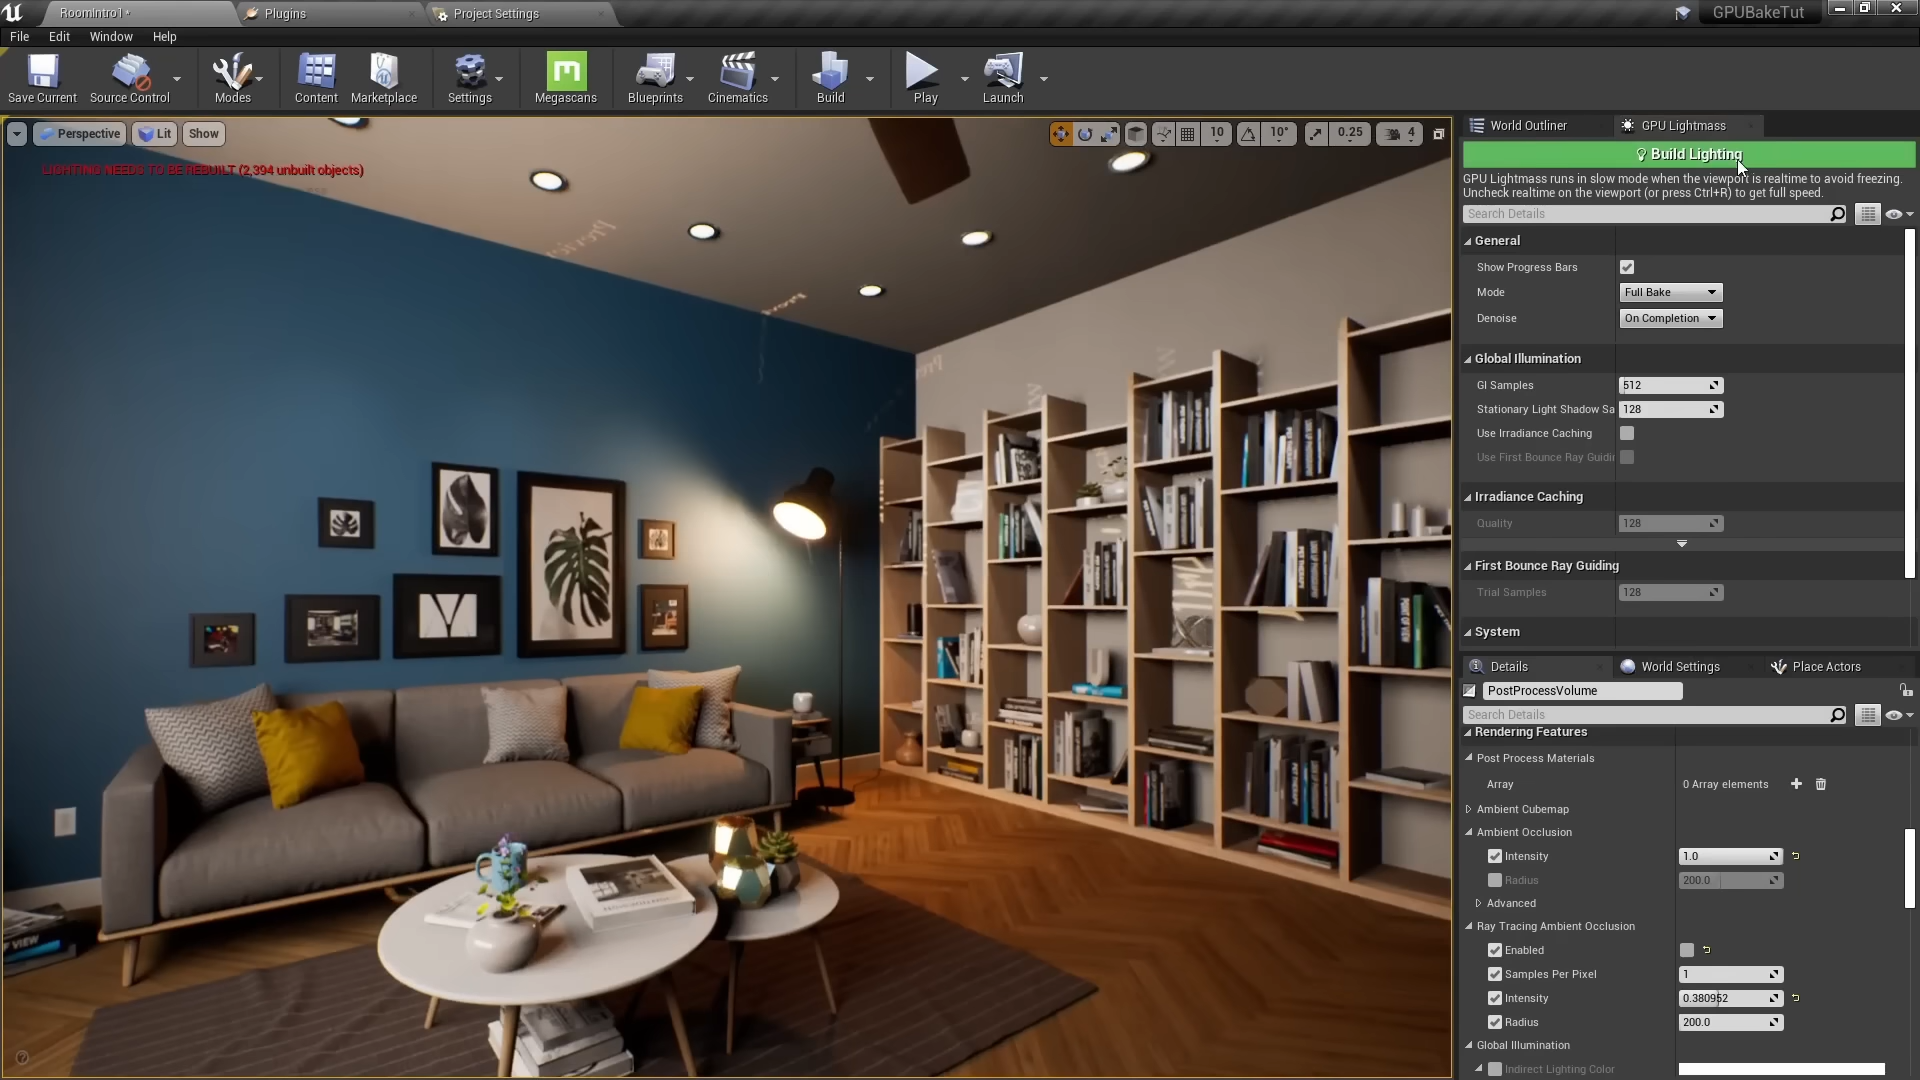 RoomIntro1*
Plugins
Project Settings
GPUBakeTut
File Edit Window Help
Save Current
Source Control
Modes
Content
Marketplace
Settings
Megascans
Blueprints
Cinematics
Build
Play
Launch
Perspective
Lit
Show
10
10°
0.25
4
LIGHTING NEEDS TO BE REBUILT (2,394 unbuilt objects)
Preview
World Outliner
GPU Lightmass
Build Lighting
GPU Lightmass runs in slow mode when the viewport is realtime to avoid freezing.
Uncheck realtime on the viewport (or press Ctrl+R) to get full speed.
Search Details
General
Show Progress Bars
Mode Full Bake
Denoise On Completion
Global Illumination
GI Samples 512
Stationary Light Shadow Sa 128
Use Irradiance Caching
Use First Bounce Ray Guidi
Irradiance Caching
Quality 128
First Bounce Ray Guiding
Trial Samples 128
System
Details
World Settings
Place Actors
PostProcessVolume
Search Details
Rendering Features
Post Process Materials
Array 0 Array elements
Ambient Cubemap
Ambient Occlusion
Intensity 1.0
Radius 200.0
Advanced
Ray Tracing Ambient Occlusion
Enabled
Samples Per Pixel 1
Intensity 0.380952
Radius 200.0
Global Illumination
Indirect Lighting Color